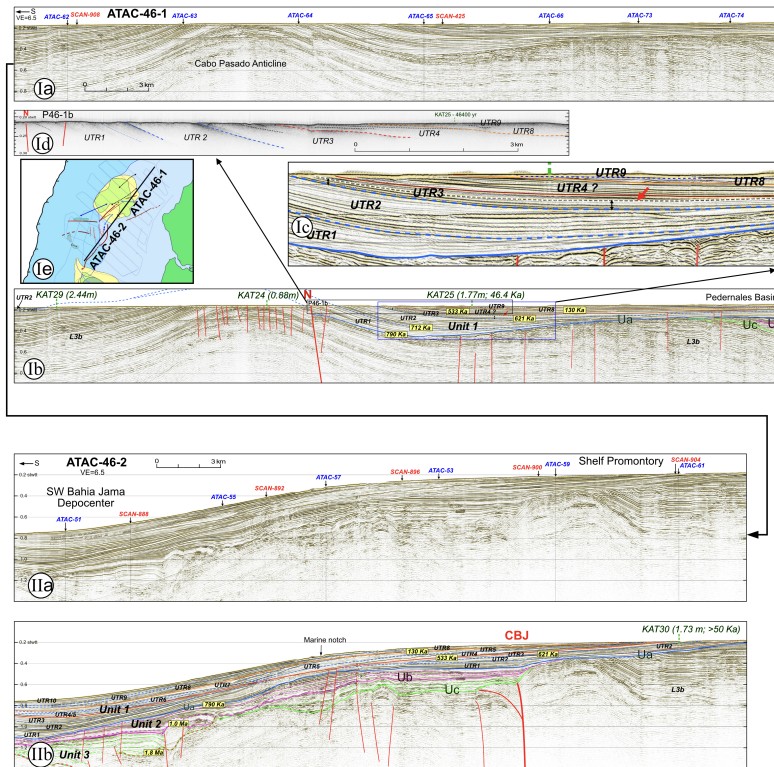 S ATAC-46-1
VE=6.5
ATAC-62 SCAN-908 ATAC-63 ATAC-64 ATAC-65 SCAN-425 ATAC-66 ATAC-73 ATAC-74
Cabo Pasado Anticline
0 3 km
Ia
N P46-1b KAT25 - 46400 yr
UTR1 UTR 2 UTR3 UTR4 UTR9 UTR8
0 3 km
Id
ATAC-46-1
ATAC-46-2
Ie
UTR9
UTR8
UTR4 ?
UTR3
UTR2
UTR1
Ic
KAT29 (2.44m) KAT24 (0.88m) N KAT25 (1.77m; 46.4 Ka)
UTR2 P46-1b Pedernales Basin
UTR9
UTR3 533 Ka UTR4 ? UTR8 130 Ka
UTR1 UTR2 621 Ka Ua
712 Ka Unit 1 Uc
L3b 790 Ka L3b
Ib
S ATAC-46-2 0 3 km
VE=6.5
SCAN-896 ATAC-53 SCAN-900 ATAC-59 Shelf Promontory SCAN-904
ATAC-61
ATAC-57
SW Bahia Jama
Depocenter
SCAN-892
ATAC-55
ATAC-51 SCAN-888
IIa
KAT30 (1.73 m; >50 Ka)
Marine notch CBJ
130 Ka UTR6 UTR5 UTR2
UTR4 533 Ka UTR3 621 Ka Ua
UTR5 UTR1 UTR2
Ub
UTR8 UTR7 Uc L3b
UTR10 UTR9 UTR6
Unit 1 Ua 790 Ka
UTR4/5
UTR3 Unit 2
UTR2 1.0 Ma
UTR1
Unit 3 1.8 Ma
IIb